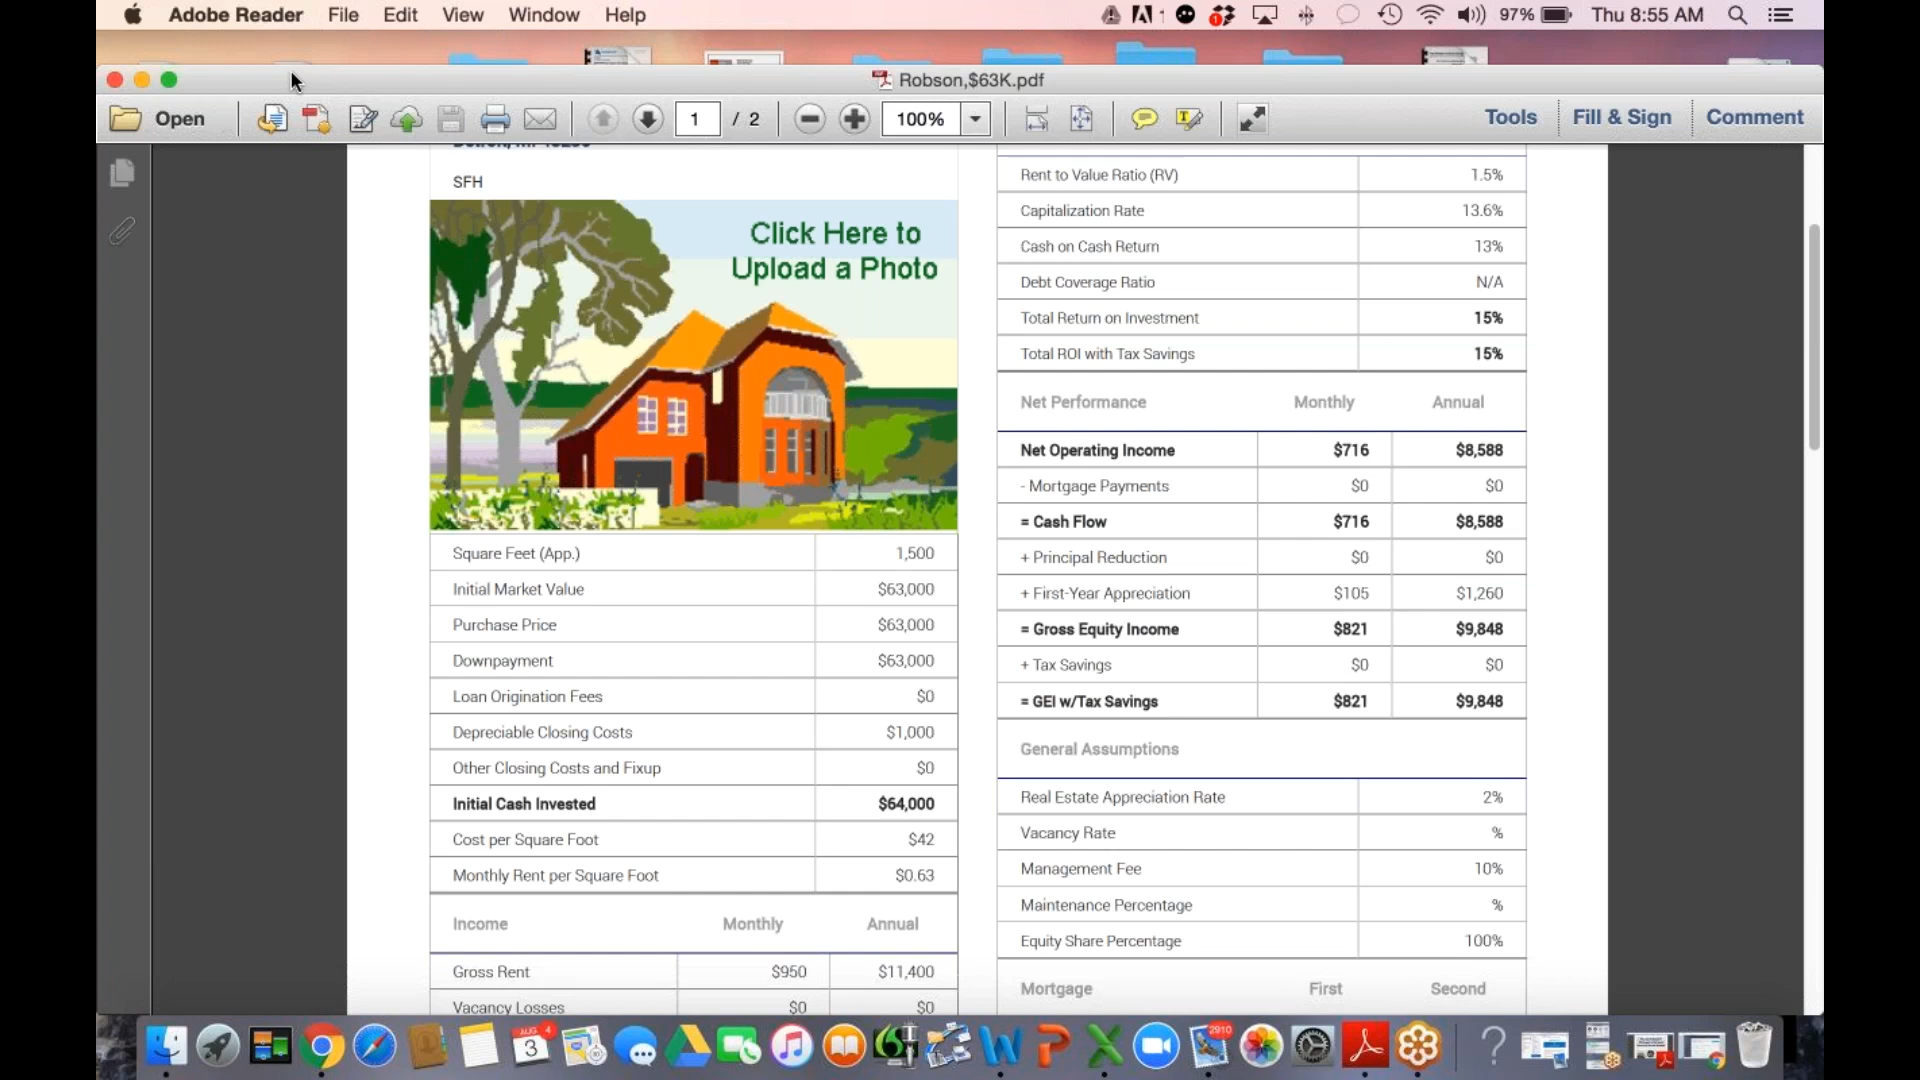 Adobe Reader File Edit View Window Help 97% Thu 8:55 AM
Robson,$63K.pdf
Open 1 / 2 100% Tools Fill & Sign Comment
SFH
Click Here to
Upload a Photo
Square Feet (App.) 1,500
Initial Market Value $63,000
Purchase Price $63,000
Downpayment $63,000
Loan Origination Fees $0
Depreciable Closing Costs $1,000
Other Closing Costs and Fixup $0
Initial Cash Invested $64,000
Cost per Square Foot $42
Monthly Rent per Square Foot $0.63
Income Monthly Annual
Gross Rent $950 $11,400
Vacancy Losses $0 $0
Rent to Value Ratio (RV) 1.5%
Capitalization Rate 13.6%
Cash on Cash Return 13%
Debt Coverage Ratio N/A
Total Return on Investment 15%
Total ROI with Tax Savings 15%
Net Performance Monthly Annual
Net Operating Income $716 $8,588
- Mortgage Payments $0 $0
= Cash Flow $716 $8,588
+ Principal Reduction $0 $0
+ First-Year Appreciation $105 $1,260
= Gross Equity Income $821 $9,848
+ Tax Savings $0 $0
= GEI w/Tax Savings $821 $9,848
General Assumptions
Real Estate Appreciation Rate 2%
Vacancy Rate %
Management Fee 10%
Maintenance Percentage %
Equity Share Percentage 100%
Mortgage First Second
AUG 4
3
2910